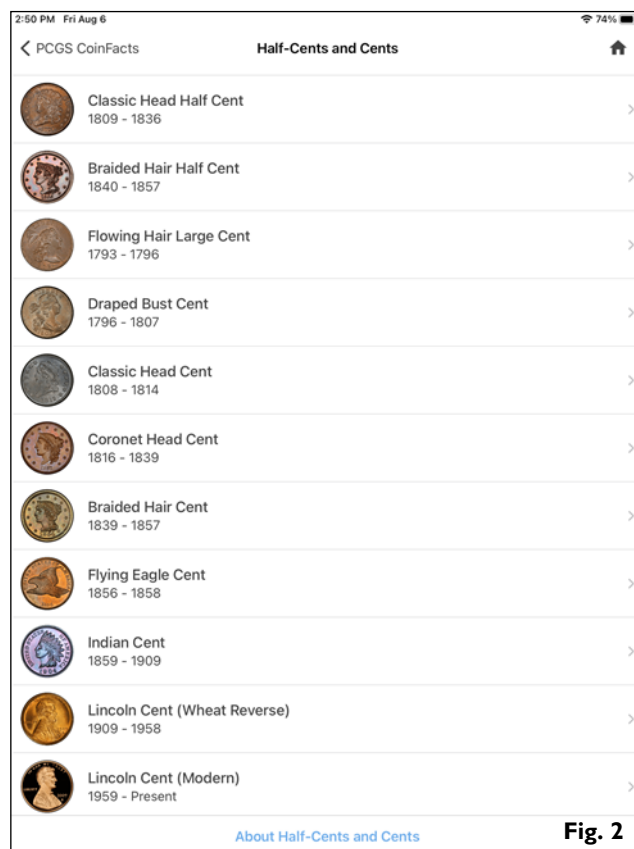 2:50 PM Fri Aug 6 74%
PCGS CoinFacts Half-Cents and Cents
Classic Head Half Cent
1809 - 1836
Braided Hair Half Cent
1840 - 1857
Flowing Hair Large Cent
1793 - 1796
Draped Bust Cent
1796 - 1807
Classic Head Cent
1808 - 1814
Coronet Head Cent
1816 - 1839
Braided Hair Cent
1839 - 1857
Flying Eagle Cent
1856 - 1858
Indian Cent
1859 - 1909
Lincoln Cent (Wheat Reverse)
1909 - 1958
Lincoln Cent (Modern)
1959 - Present
About Half-Cents and Cents
Fig. 2